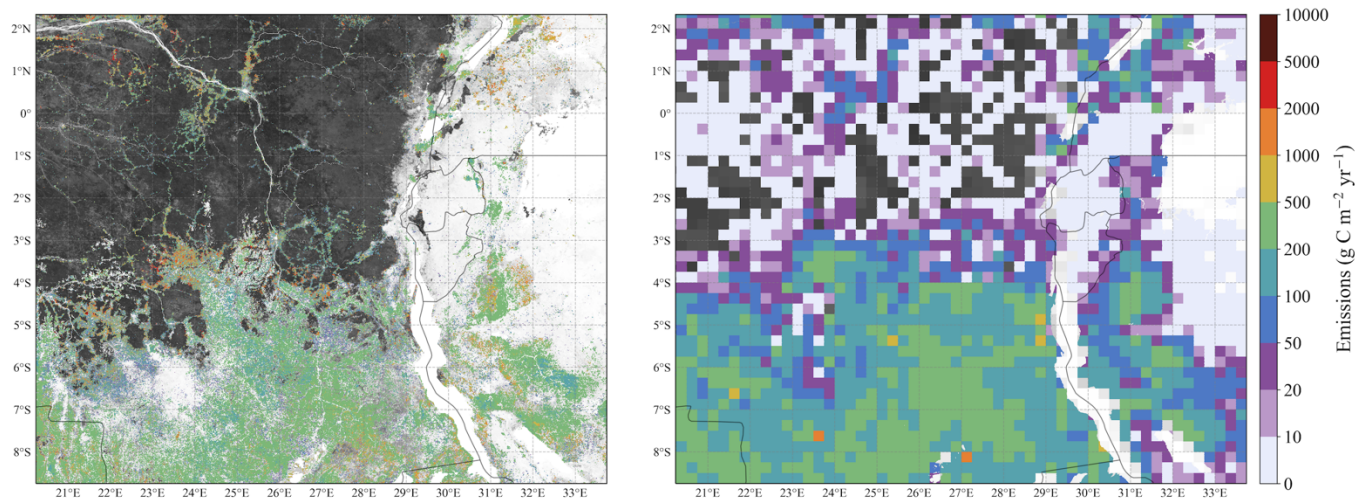 2°N
1°N
0°
1°S
2°S
3°S
4°S
5°S
6°S
7°S
8°S
21°E 22°E 23°E 24°E 25°E 26°E 27°E 28°E 29°E 30°E 31°E 32°E 33°E
2°N
1°N
0°
1°S
2°S
3°S
4°S
5°S
6°S
7°S
8°S
21°E 22°E 23°E 24°E 25°E 26°E 27°E 28°E 29°E 30°E 31°E 32°E 33°E
10000
5000
2000
1000
500
200
100
50
20
10
0
Emissions (g C m⁻² yr⁻¹)